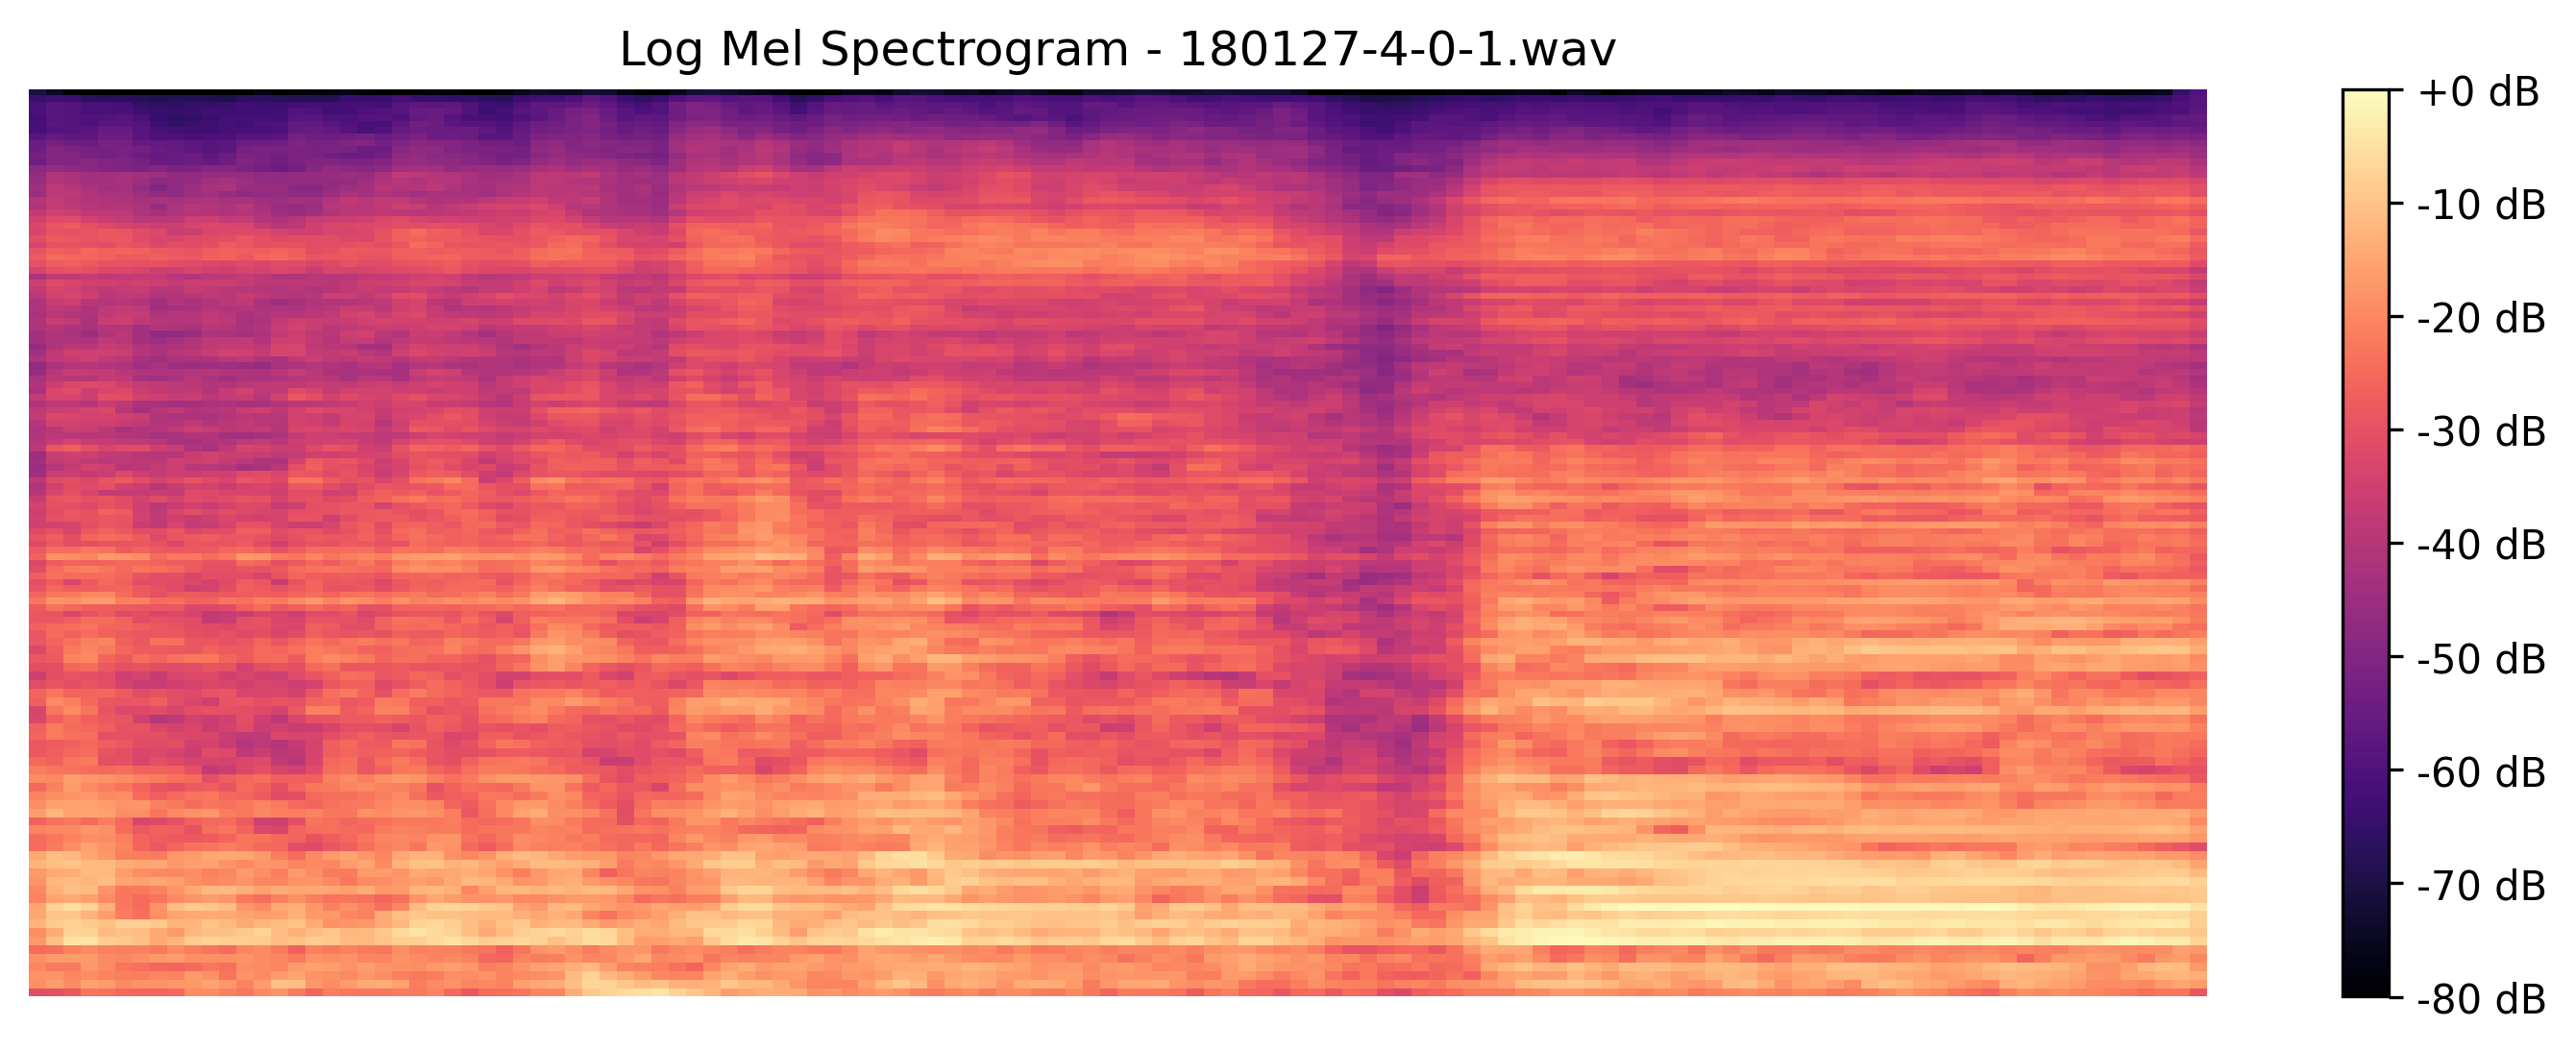 Log Mel Spectrogram - 180127-4-0-1.wav
+0 dB
-10 dB
-20 dB
-30 dB
-40 dB
-50 dB
-60 dB
-70 dB
-80 dB